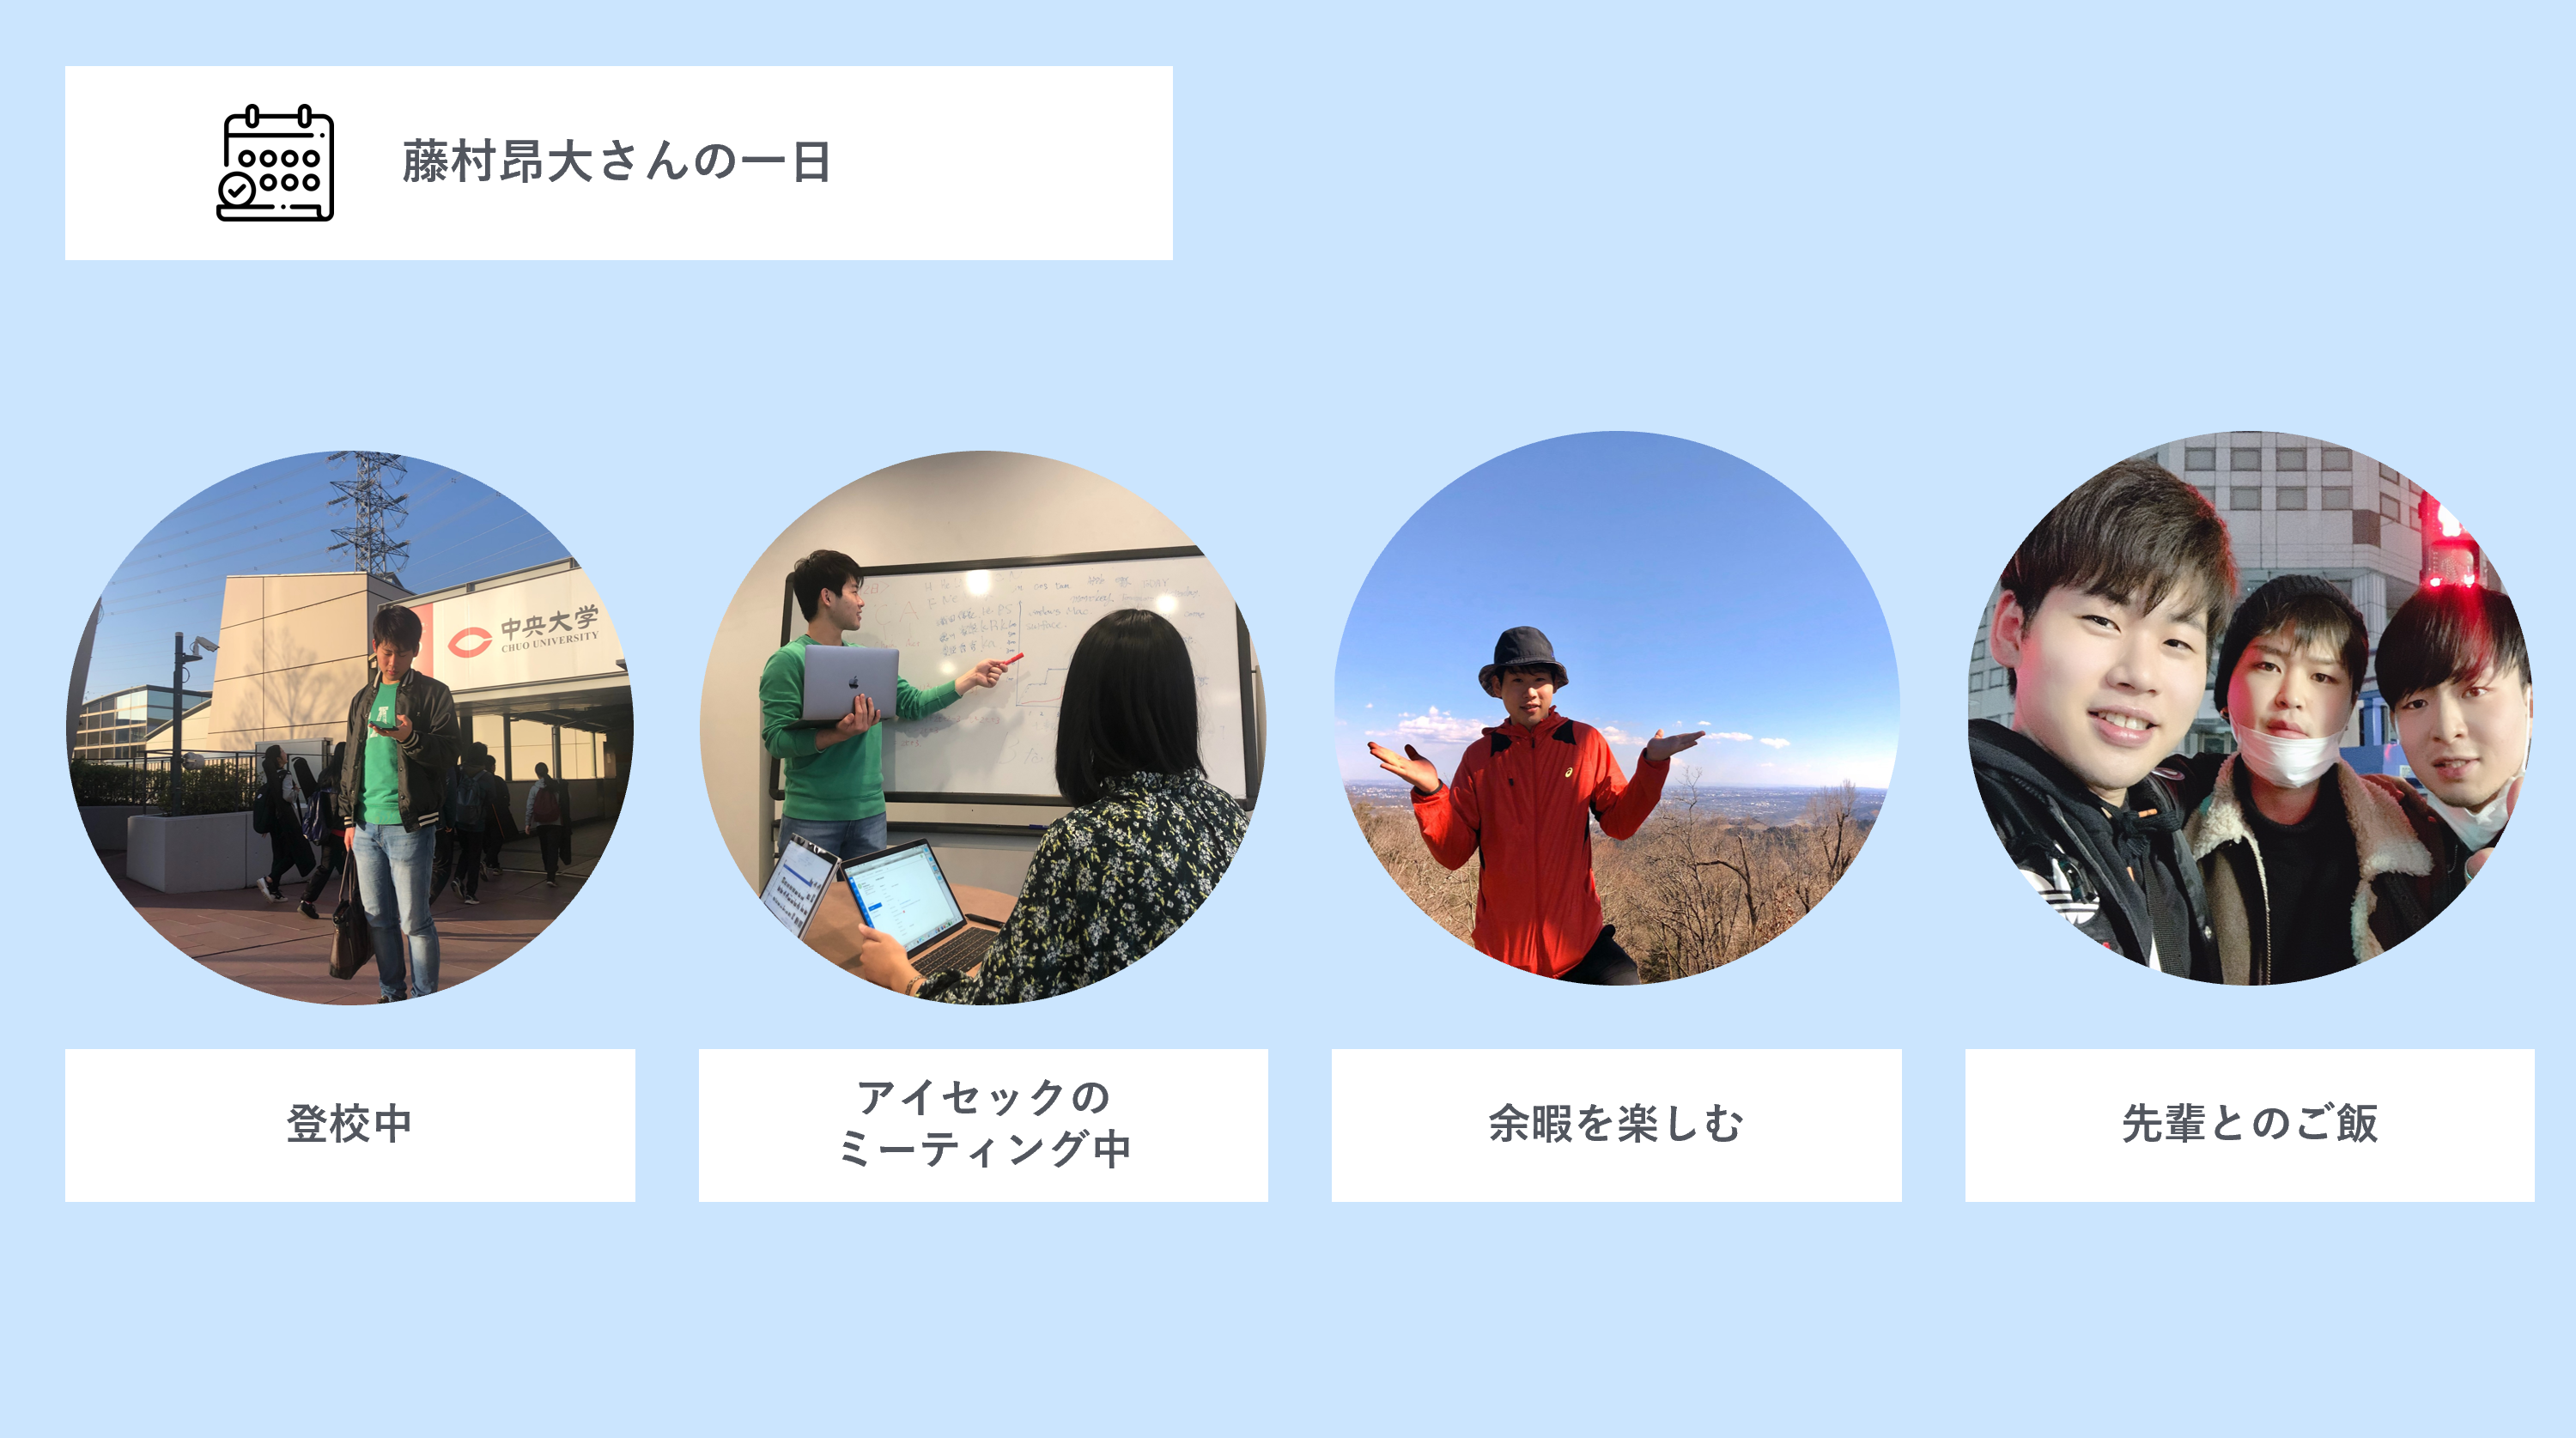 藤村昂大さんの一日
中央大学
CHUO UNIVERSITY
登校中
アイセックの
ミーティング中
余暇を楽しむ
先輩とのご飯